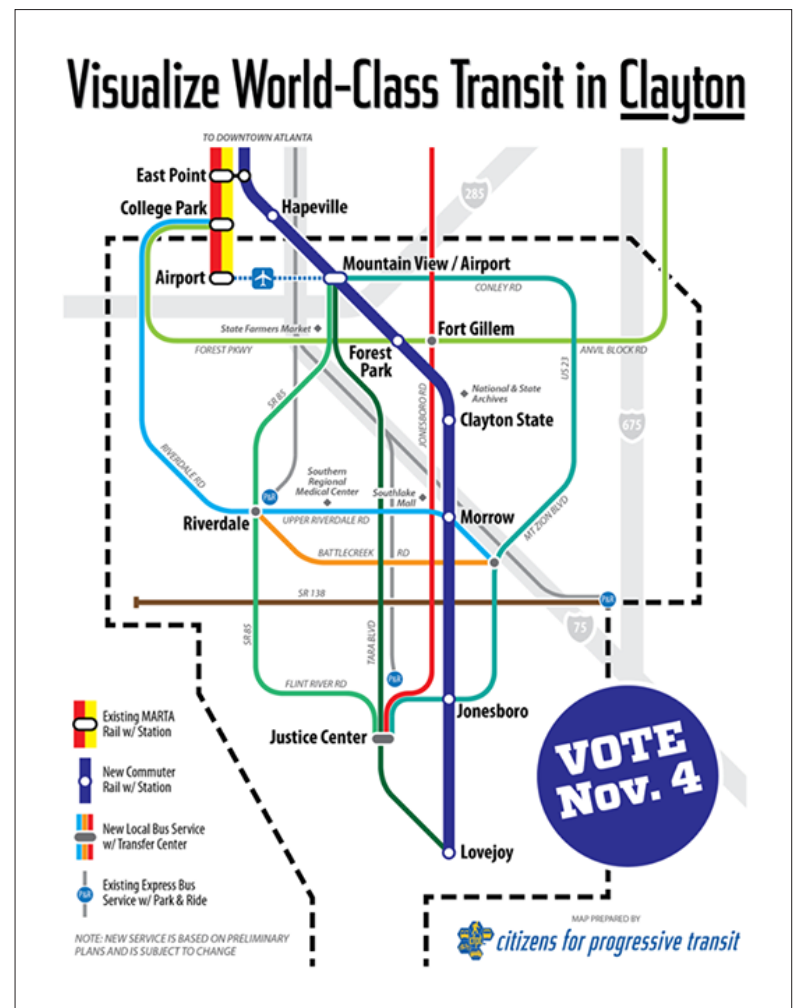 Visualize World-Class Transit in Clayton
TO DOWNTOWN ATLANTA
East Point
College Park
Hapeville
285
Airport
Mountain View / Airport
CONLEY RD
State Farmers Market
Fort Gillem
FOREST PKWY
Forest
Park
ANVIL BLOCK RD
US 23
SR 85
JONESBORO RD
National & State
Archives
Clayton State
675
RIVERDALE RD
Southern
Regional
Medical Center
Southlake
Mall
P&R
Riverdale
UPPER RIVERDALE RD
Morrow
MT ZION BLVD
BATTLECREEK RD
SR 138
P&R
75
SR 85
TARA BLVD
P&R
FLINT RIVER RD
Jonesboro
Justice Center
Lovejoy
VOTE
Nov. 4
Existing MARTA
Rail w/ Station
New Commuter
Rail w/ Station
New Local Bus Service
w/ Transfer Center
P&R
Existing Express Bus
Service w/ Park & Ride
NOTE: NEW SERVICE IS BASED ON PRELIMINARY
PLANS AND IS SUBJECT TO CHANGE
MAP PREPARED BY
citizens for progressive transit